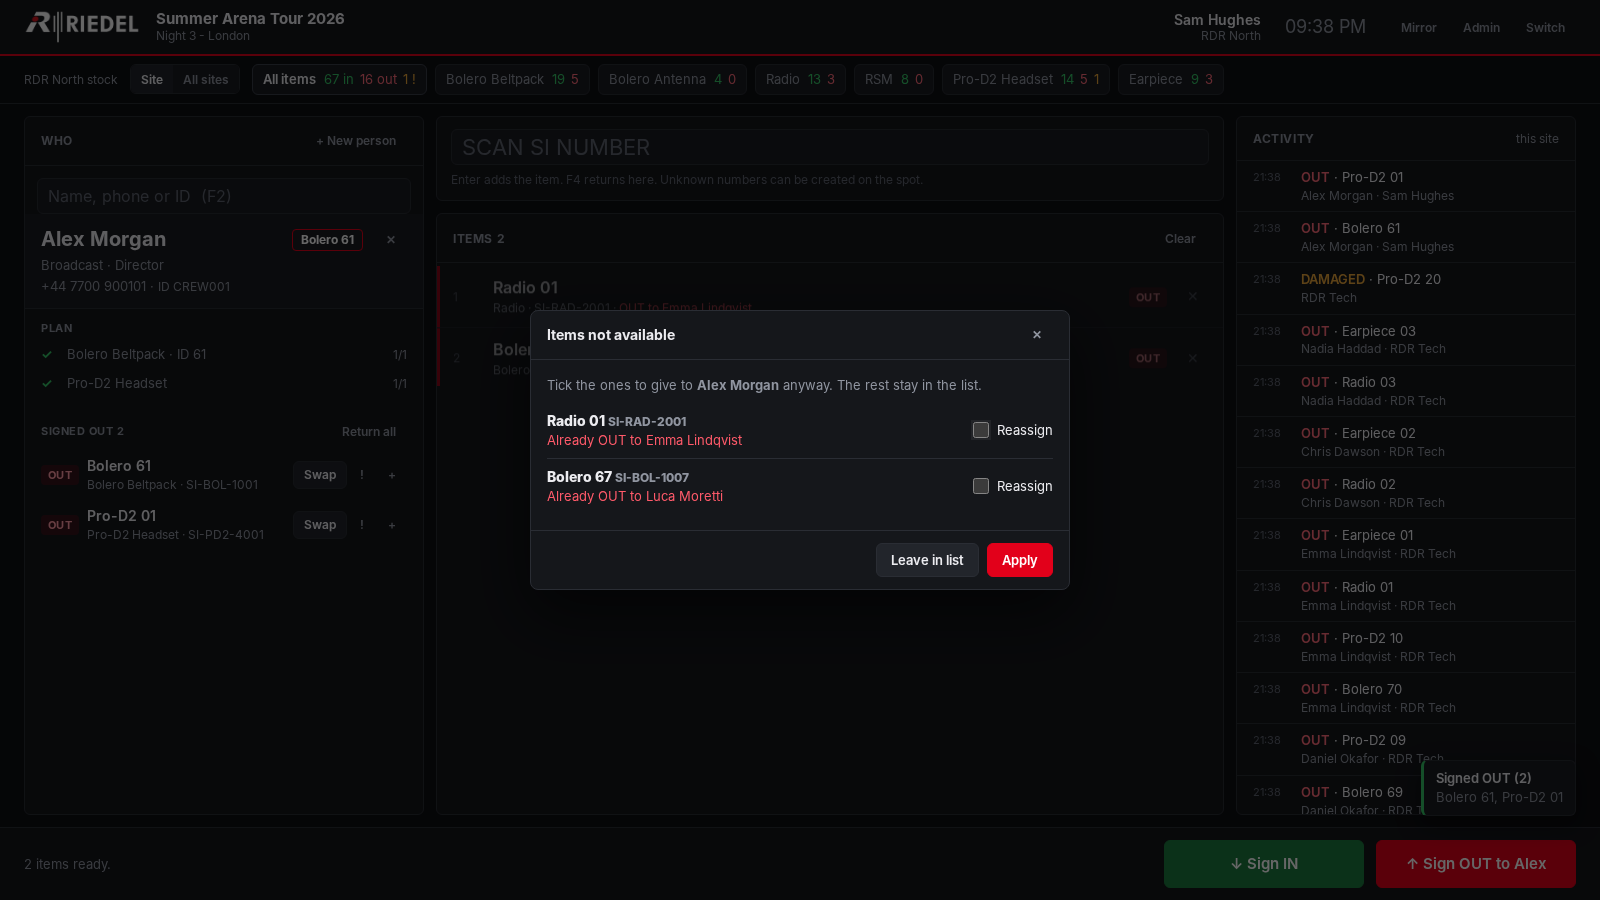 RIEDEL
Summer Arena Tour 2026
Night 3 - London
Sam Hughes
RDR North
09:38 PM
Mirror
Admin
Switch
RDR North stock
Site
All sites
All items 67 in 16 out 1 !
Bolero Beltpack 19 5
Bolero Antenna 4 0
Radio 13 3
RSM 8 0
Pro-D2 Headset 14 5 1
Earpiece 9 3
WHO
+ New person
Name, phone or ID (F2)
Alex Morgan
Bolero 61
×
Broadcast · Director
+44 7700 900101 · ID CREW001
PLAN
✓ Bolero Beltpack · ID 61 1/1
✓ Pro-D2 Headset 1/1
SIGNED OUT 2
Return all
OUT
Bolero 61
Bolero Beltpack · SI-BOL-1001
Swap ! +
OUT
Pro-D2 01
Pro-D2 Headset · SI-PD2-4001
Swap ! +
SCAN SI NUMBER
Enter adds the item. F4 returns here. Unknown numbers can be created on the spot.
ITEMS 2
Clear
1
Radio 01
Radio · SI-RAD-2001 · OUT to Emma Lindqvist
OUT ×
2
OUT ×
Items not available
×
Tick the ones to give to Alex Morgan anyway. The rest stay in the list.
Radio 01 SI-RAD-2001
Already OUT to Emma Lindqvist
Reassign
Bolero 67 SI-BOL-1007
Already OUT to Luca Moretti
Reassign
Leave in list
Apply
ACTIVITY
this site
21:38 OUT · Pro-D2 01
Alex Morgan · Sam Hughes
21:38 OUT · Bolero 61
Alex Morgan · Sam Hughes
21:38 DAMAGED · Pro-D2 20
RDR Tech
21:38 OUT · Earpiece 03
Nadia Haddad · RDR Tech
21:38 OUT · Radio 03
Nadia Haddad · RDR Tech
21:38 OUT · Earpiece 02
Chris Dawson · RDR Tech
21:38 OUT · Radio 02
Chris Dawson · RDR Tech
21:38 OUT · Earpiece 01
Emma Lindqvist · RDR Tech
21:38 OUT · Radio 01
Emma Lindqvist · RDR Tech
21:38 OUT · Pro-D2 10
Emma Lindqvist · RDR Tech
21:38 OUT · Bolero 70
Emma Lindqvist · RDR Tech
21:38 OUT · Pro-D2 09
Daniel Okafor · RDR Tech
21:38 OUT · Bolero 69
Daniel Okafor · RDR
Signed OUT (2)
Bolero 61, Pro-D2 01
2 items ready.
↓ Sign IN
↑ Sign OUT to Alex